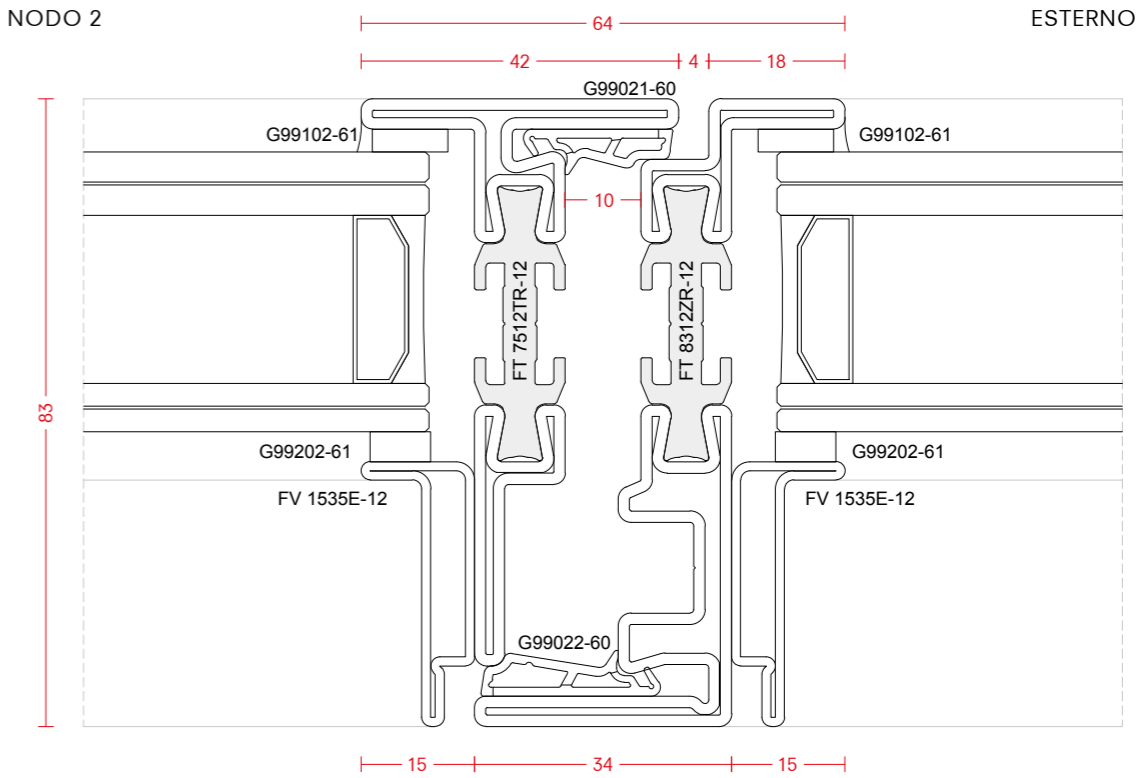 NODO 2
ESTERNO
64
42
4
18
G99021-60
G99102-61
G99102-61
10
FT 7512TR-12
FT 8312ZR-12
83
G99202-61
G99202-61
FV 1535E-12
FV 1535E-12
G99022-60
15
34
15